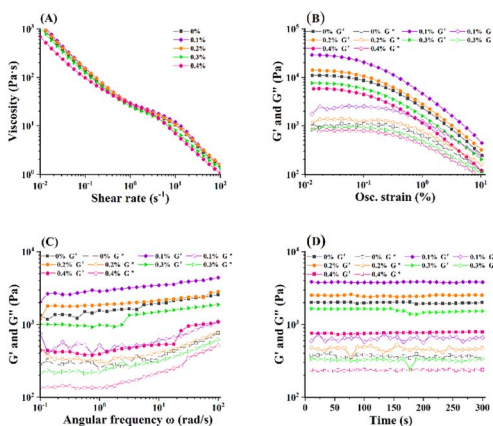 (A)
0%
0.1%
0.2%
0.3%
0.4%
Viscosity (Pa·s)
10³
10²
10¹
10⁰
10⁻² 10⁻¹ 10⁰ 10¹ 10²
Shear rate (s⁻¹)
(B)
0% G′ 0% G″ 0.1% G′ 0.1% G
0.2% G′ 0.2% G″ 0.3% G′ 0.3% G
0.4% G′ 0.4% G″
G′ and G″ (Pa)
10⁵
10⁴
10³
10²
10⁻² 10⁻¹ 10⁰ 10¹
Osc. strain (%)
(C)
0% G′ 0% G″ 0.1% G′ 0.1% G″
0.2% G′ 0.2% G″ 0.3% G′ 0.3% G″
0.4% G′ 0.4% G″
G′ and G″ (Pa)
10⁴
10³
10²
10⁻¹ 10⁰ 10¹ 10²
Angular frequency ω (rad/s)
(D)
0% G′ 0% G″ 0.1% G′ 0.1% G
0.2% G′ 0.2% G″ 0.3% G′ 0.3% G
0.4% G′ 0.4% G″
G′ and G″ (Pa)
10⁴
10³
10²
0 50 100 150 200 250 300
Time (s)